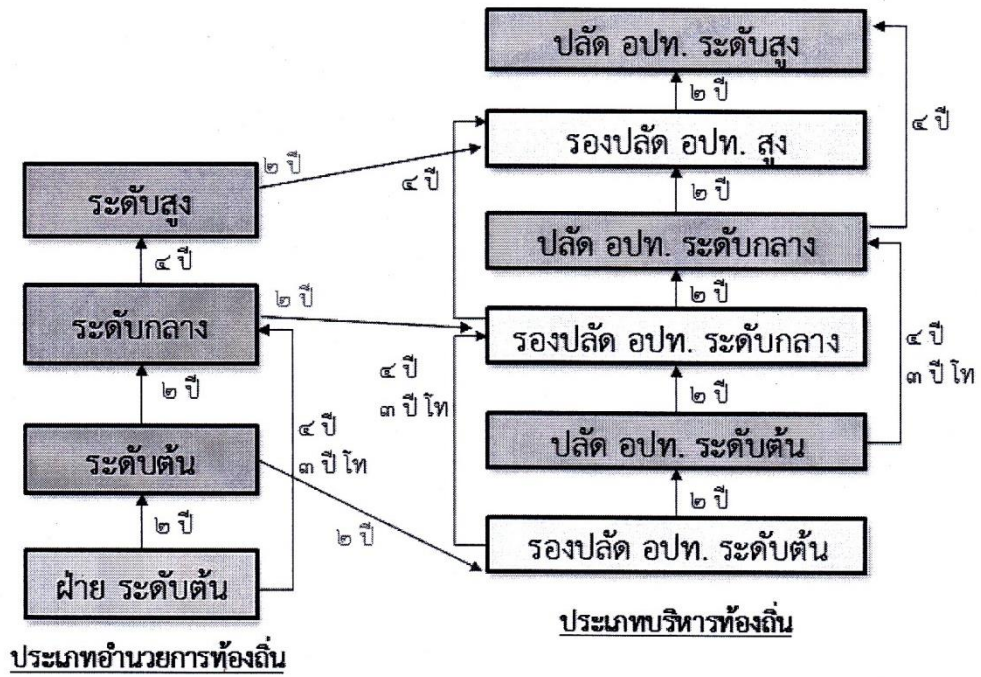 ปลัด อปท. ระดับสูง
๒ ปี
๔ ปี
รองปลัด อปท. สูง
๒ ปี
๔ ปี
ระดับสูง
๒ ปี
ปลัด อปท. ระดับกลาง
๔ ปี
๒ ปี
๒ ปี
ระดับกลาง
รองปลัด อปท. ระดับกลาง
๔ ปี
๓ ปี โท
๔ ปี
๓ ปี โท
๒ ปี
๒ ปี
๔ ปี
๓ ปี โท
ระดับต้น
ปลัด อปท. ระดับต้น
๒ ปี
๒ ปี
๒ ปี
ฝ่าย ระดับต้น
รองปลัด อปท. ระดับต้น
ประเภทอำนวยการท้องถิ่น
ประเภทบริหารท้องถิ่น